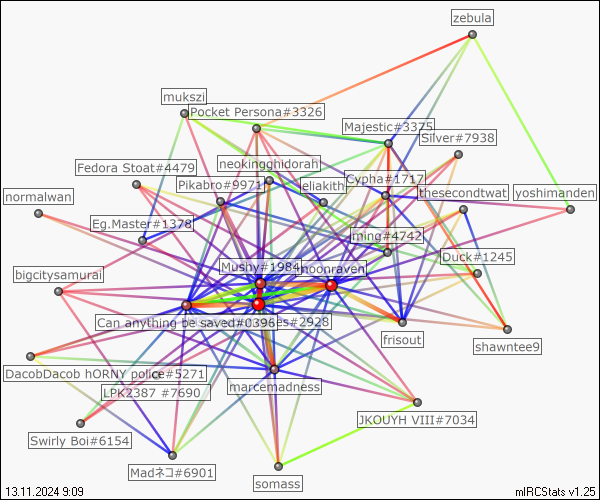 zebula
mukszi
Pocket Persona#3326
Majestic#3375
Silver#7938
neokingghidorah
Fedora Stoat#4479
Pikabro#9971
leliakith
Cypha#1717
thesecondtwat
yoshimanden
normalwan
Eg.Master#1378
jming#4742
Mushy#1984
moonraven
Duck#1245
bigcitysamurai
Can anything be saved#0396
es#2928
frisout
shawntee9
DacobDacob hORNY police#5271
LPK2387 #7690
marcemadness
JKOUYH VIII#7034
Swirly Boi#6154
Madネコ#6901
somass
13.11.2024 9:09
mIRCStats v1.25